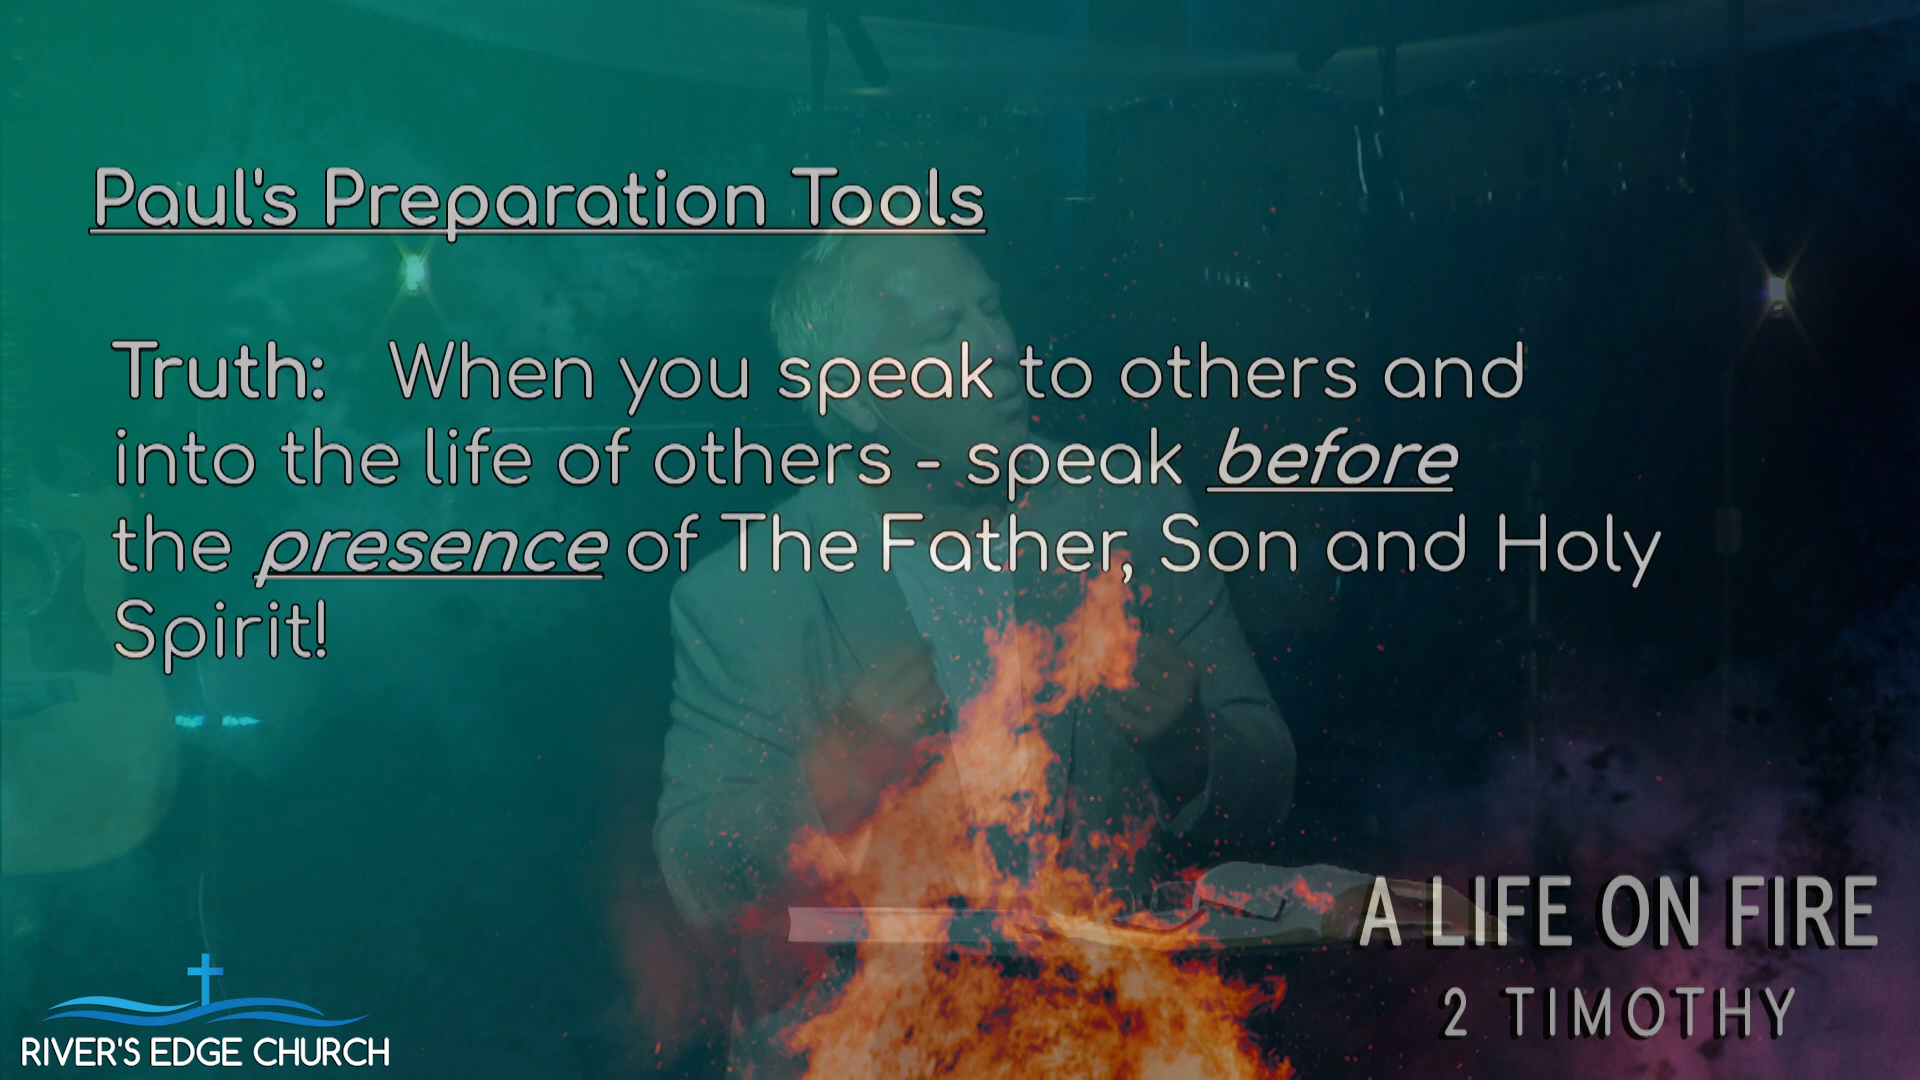 Paul's Preparation Tools
Truth: When you speak to others and
into the life of others - speak before
the presence of The Father, Son and Holy
Spirit!
A LIFE ON FIRE
2 TIMOTHY
RIVER'S EDGE CHURCH